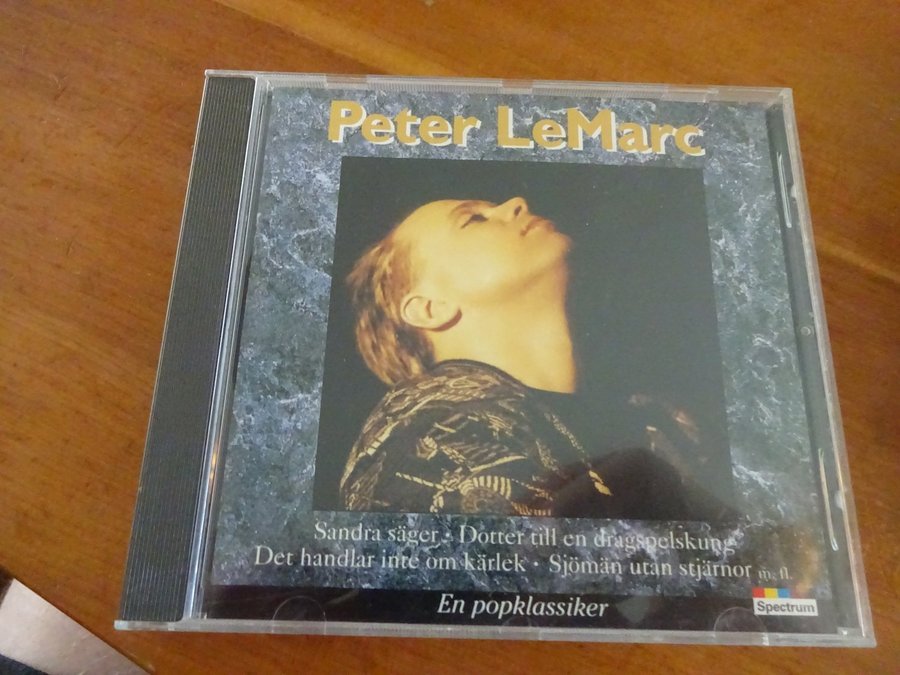 Peter LeMarc
Sandra säger · Dotter till en dragspelskung
Det handlar inte om kärlek · Sjömän utan stjärnor m. fl.
En popklassiker
Spectrum